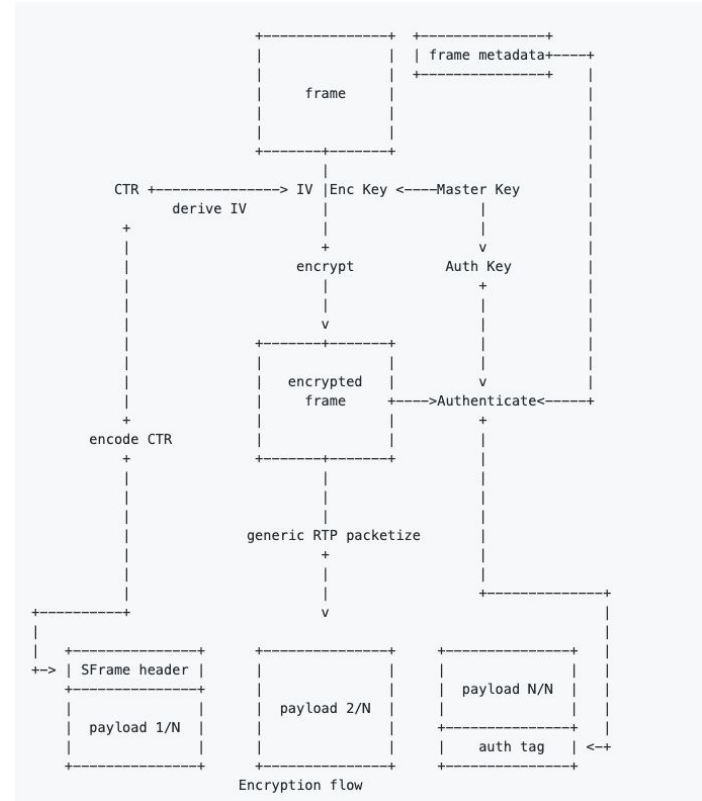 frame metadata
frame
CTR IV Enc Key Master Key
derive IV
encrypt Auth Key
encrypted
frame Authenticate
encode CTR
generic RTP packetize
SFrame header
payload N/N
payload 2/N
payload 1/N
auth tag
Encryption flow